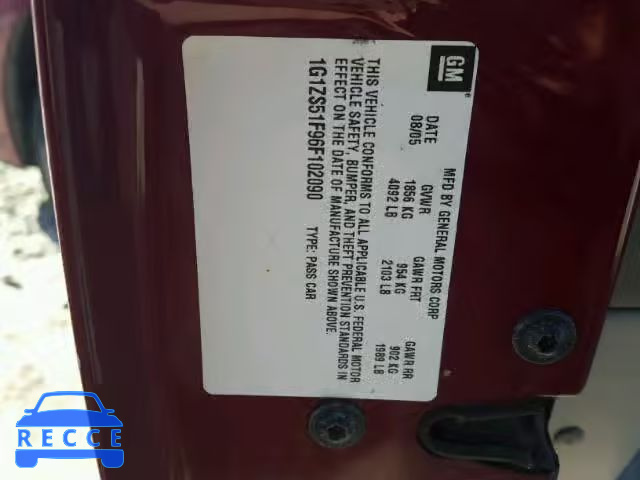 GM
MFD BY GENERAL MOTORS CORP
DATE GVWR GAWR FRT GAWR RR
08/05 1856 KG 954 KG 902 KG
4092 LB 2103 LB 1989 LB
THIS VEHICLE CONFORMS TO ALL APPLICABLE U.S. FEDERAL MOTOR
VEHICLE SAFETY, BUMPER, AND THEFT PREVENTION STANDARDS IN
EFFECT ON THE DATE OF MANUFACTURE SHOWN ABOVE.
1G1ZS51F96F102090 TYPE: PASS CAR
RECCE